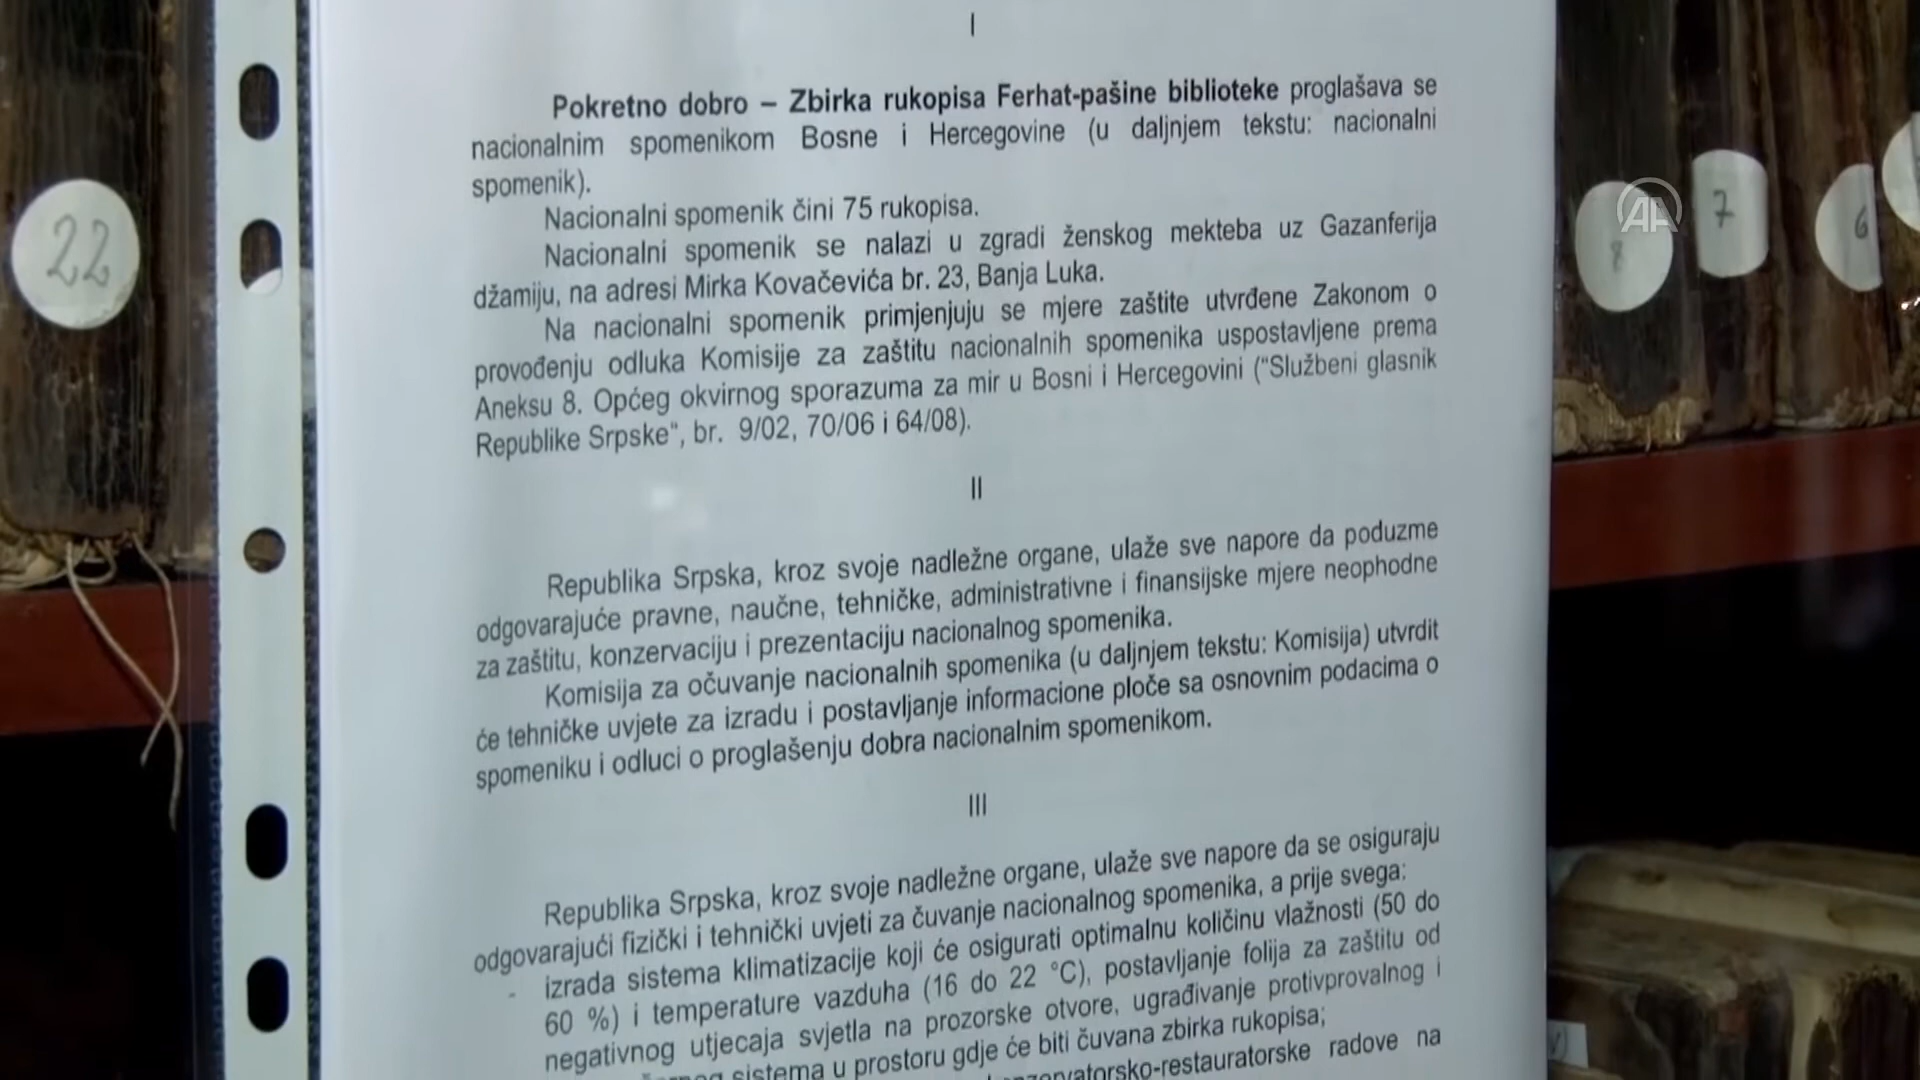 I
Pokretno dobro – Zbirka rukopisa Ferhat-pašine biblioteke proglašava se
nacionalnim spomenikom Bosne i Hercegovine (u daljnjem tekstu: nacionalni
spomenik).
Nacionalni spomenik čini 75 rukopisa.
Nacionalni spomenik se nalazi u zgradi ženskog mekteba uz Gazanferija
džamiju, na adresi Mirka Kovačevića br. 23, Banja Luka.
Na nacionalni spomenik primjenjuju se mjere zaštite utvrđene Zakonom o
provođenju odluka Komisije za zaštitu nacionalnih spomenika uspostavljene prema
Aneksu 8. Općeg okvirnog sporazuma za mir u Bosni i Hercegovini ("Službeni glasnik
Republike Srpske", br. 9/02, 70/06 i 64/08).
II
Republika Srpska, kroz svoje nadležne organe, ulaže sve napore da poduzme
odgovarajuće pravne, naučne, tehničke, administrativne i finansijske mjere neophodne
za zaštitu, konzervaciju i prezentaciju nacionalnog spomenika.
Komisija za očuvanje nacionalnih spomenika (u daljnjem tekstu: Komisija) utvrdit
će tehničke uvjete za izradu i postavljanje informacione ploče sa osnovnim podacima o
spomeniku i odluci o proglašenju dobra nacionalnim spomenikom.
III
Republika Srpska, kroz svoje nadležne organe, ulaže sve napore da se osiguraju
odgovarajući fizički i tehnički uvjeti za čuvanje nacionalnog spomenika, a prije svega:
- izrada sistema klimatizacije koji će osigurati optimalnu količinu vlažnosti (50 do
60 %) i temperature vazduha (16 do 22 °C), postavljanje folija za zaštitu od
negativnog utjecaja svjetla na prozorske otvore, ugrađivanje protivprovalnog i
sistema u prostoru gdje će biti čuvana zbirka rukopisa;
radove na
22
8
7
6
AA